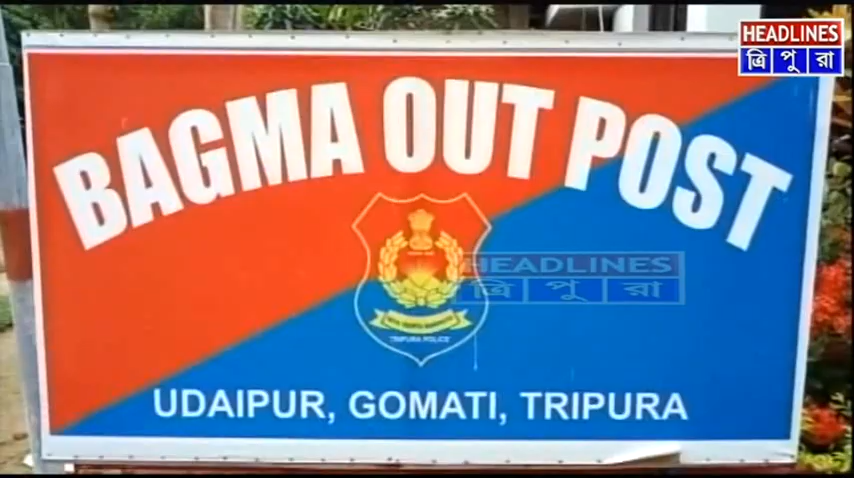 HEADLINES
ত্রি পু রা
BAGMA OUT POST
HEADLINES
ত্রি পু রা
TRIPURA POLICE
UDAIPUR, GOMATI, TRIPURA